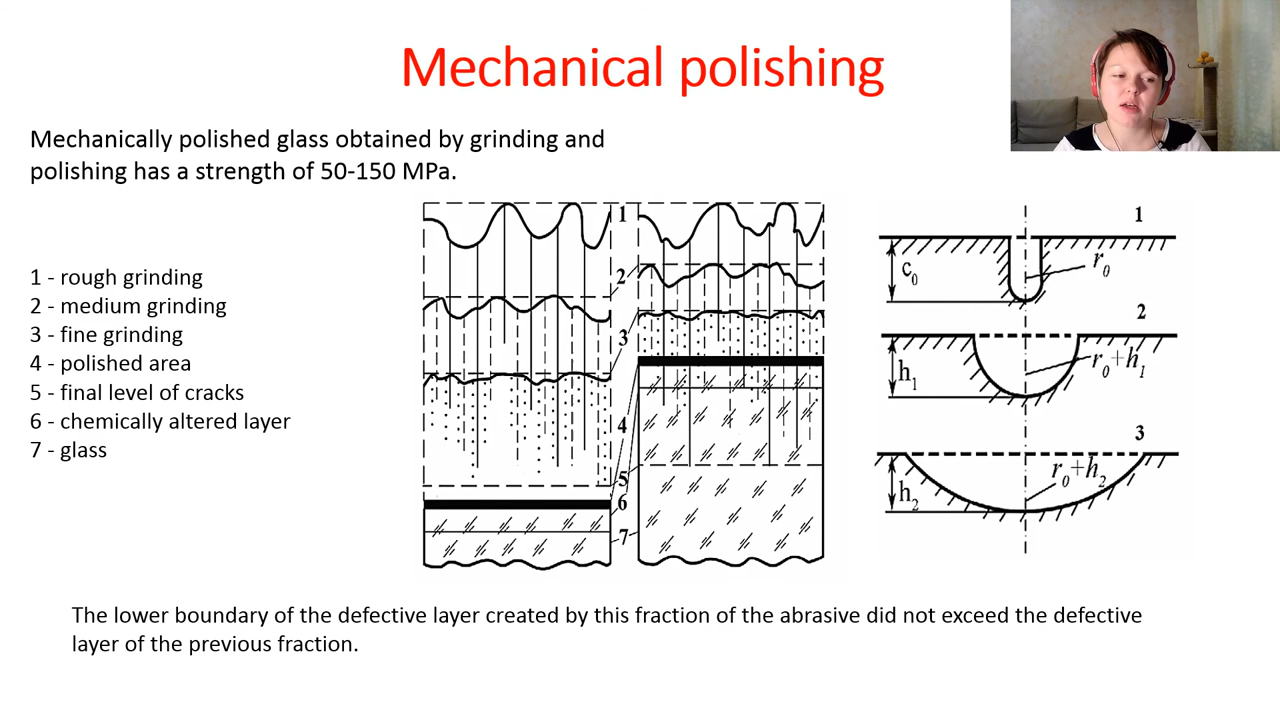 Mechanical polishing
Mechanically polished glass obtained by grinding and
polishing has a strength of 50-150 MPa.
1 - rough grinding
2 - medium grinding
3 - fine grinding
4 - polished area
5 - final level of cracks
6 - chemically altered layer
7 - glass
1
2
3
4
5
6
7
1
c₀
r₀
2
h₁
r₀+h₁
3
h₂
r₀+h₂
The lower boundary of the defective layer created by this fraction of the abrasive did not exceed the defective
layer of the previous fraction.